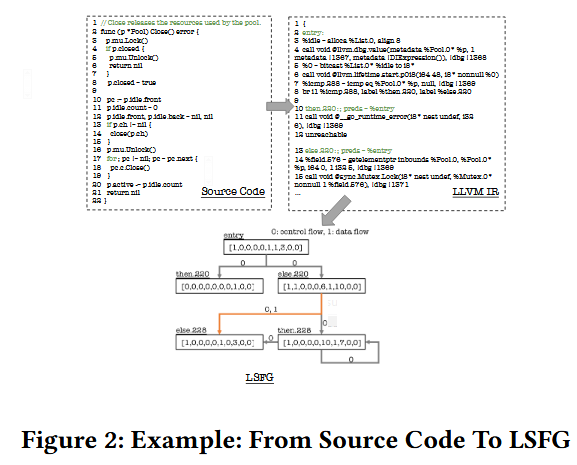 1 // Close releases the resources used by the pool.
2 func (p *Pool) Close() error {
3 p.mu.Lock()
4 if p.closed {
5 p.mu.Unlock()
6 return nil
7 }
8 p.closed = true
9
10 pc := p.idle.front
11 p.idle.count = 0
12 p.idle.front, p.idle.back = nil, nil
13 if p.ch != nil {
14 close(p.ch)
15 }
16 p.mu.Unlock()
17 for ; pc != nil; pc = pc.next {
18 pc.c.Close()
19 }
20 p.active -= p.idle.count
21 return nil
22 }
Source Code
1 {
2 entry:
3 %idle = alloca %List.0, align 8
4 call void @llvm.dbg.value(metadata %Pool.0* %p, metadata !1367, metadata !DIExpression()), !dbg !1368
5 %0 = bitcast %List.0* %idle to i8*
6 call void @llvm.lifetime.start.p0i8(i64 48, i8* nonnull %0)
7 %icmp.288 = icmp eq %Pool.0* %p, null, !dbg !1369
8 br i1 %icmp.288, label %then.220, label %else.220
9
10 then.220: ; preds = %entry
11 call void @__go_runtime_error(i8* nest undef, i32 6), !dbg !1369
12 unreachable
13 else.220: ; preds = %entry
14 %field.576 = getelementptr inbounds %Pool.0, %Pool.0* %p, i64 0, i32 5, !dbg !1369
15 call void @sync.Mutex.Lock(i8* nest undef, %Mutex.0* nonnull %field.576), !dbg !1371
...
LLVM IR
0: control flow, 1: data flow
entry
[1,0,0,0,0,1,1,3,0,0]
0 0
then.220 else.220
[0,0,0,0,0,0,0,1,0,0] [1,1,0,0,0,6,1,10,0,0]
0, 1
0
else.228 then.228
[1,0,0,0,0,1,0,3,0,0] 0 [1,0,0,0,0,10,1,7,0,0]
0
LSFG
Figure 2: Example: From Source Code To LSFG